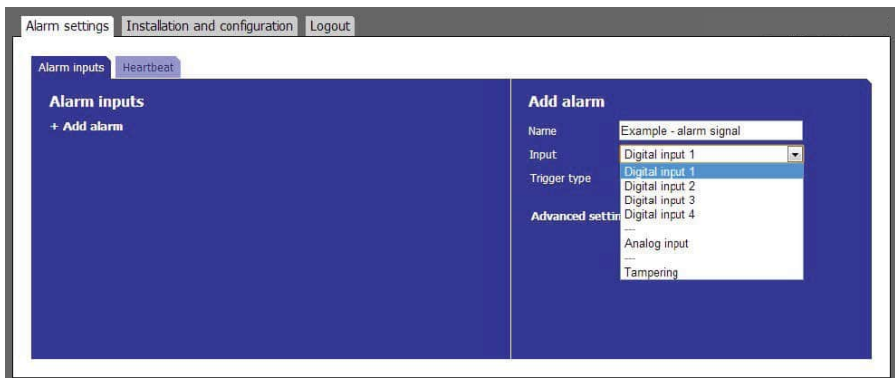 Alarm settings Installation and configuration Logout
Alarm inputs Heartbeat
Alarm inputs
+ Add alarm
Add alarm
Name Example - alarm signal
Input Digital input 1
Trigger type
Advanced settin
Digital input 1
Digital input 2
Digital input 3
Digital input 4
---
Analog input
---
Tampering